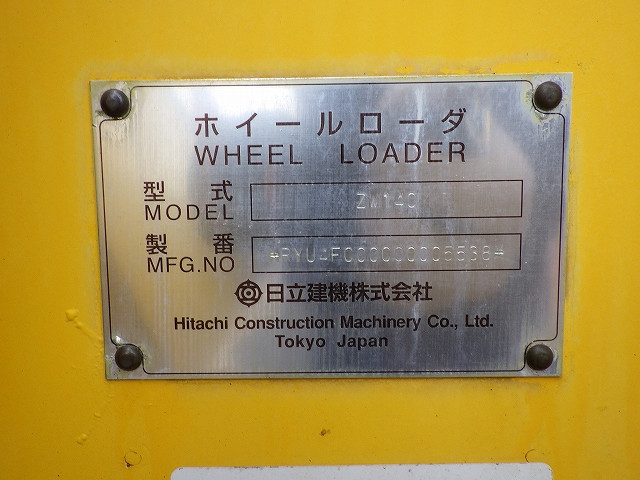 ホイールローダ
WHEEL LOADER
型式
MODEL ZW140
製番
MFG.NO
日立建機株式会社
Hitachi Construction Machinery Co., Ltd.
Tokyo Japan